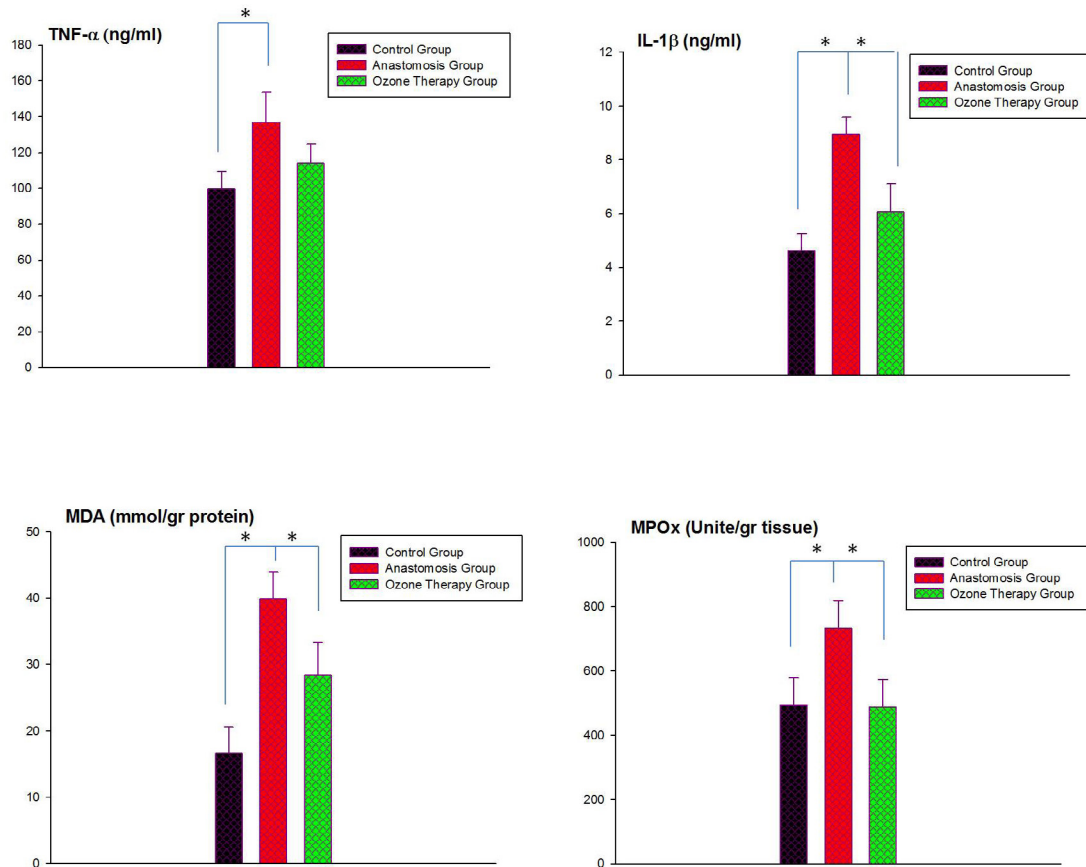 TNF-α (ng/ml)
*
180
160
140
120
100
80
60
40
20
0
Control Group
Anastomosis Group
Ozone Therapy Group
IL-1β (ng/ml)
* *
12
10
8
6
4
2
0
Control Group
Anastomosis Group
Ozone Therapy Group
MDA (mmol/gr protein)
* *
50
40
30
20
10
0
Control Group
Anastomosis Group
Ozone Therapy Group
MPOx (Unite/gr tissue)
* *
1000
800
600
400
200
0
Control Group
Anastomosis Group
Ozone Therapy Group